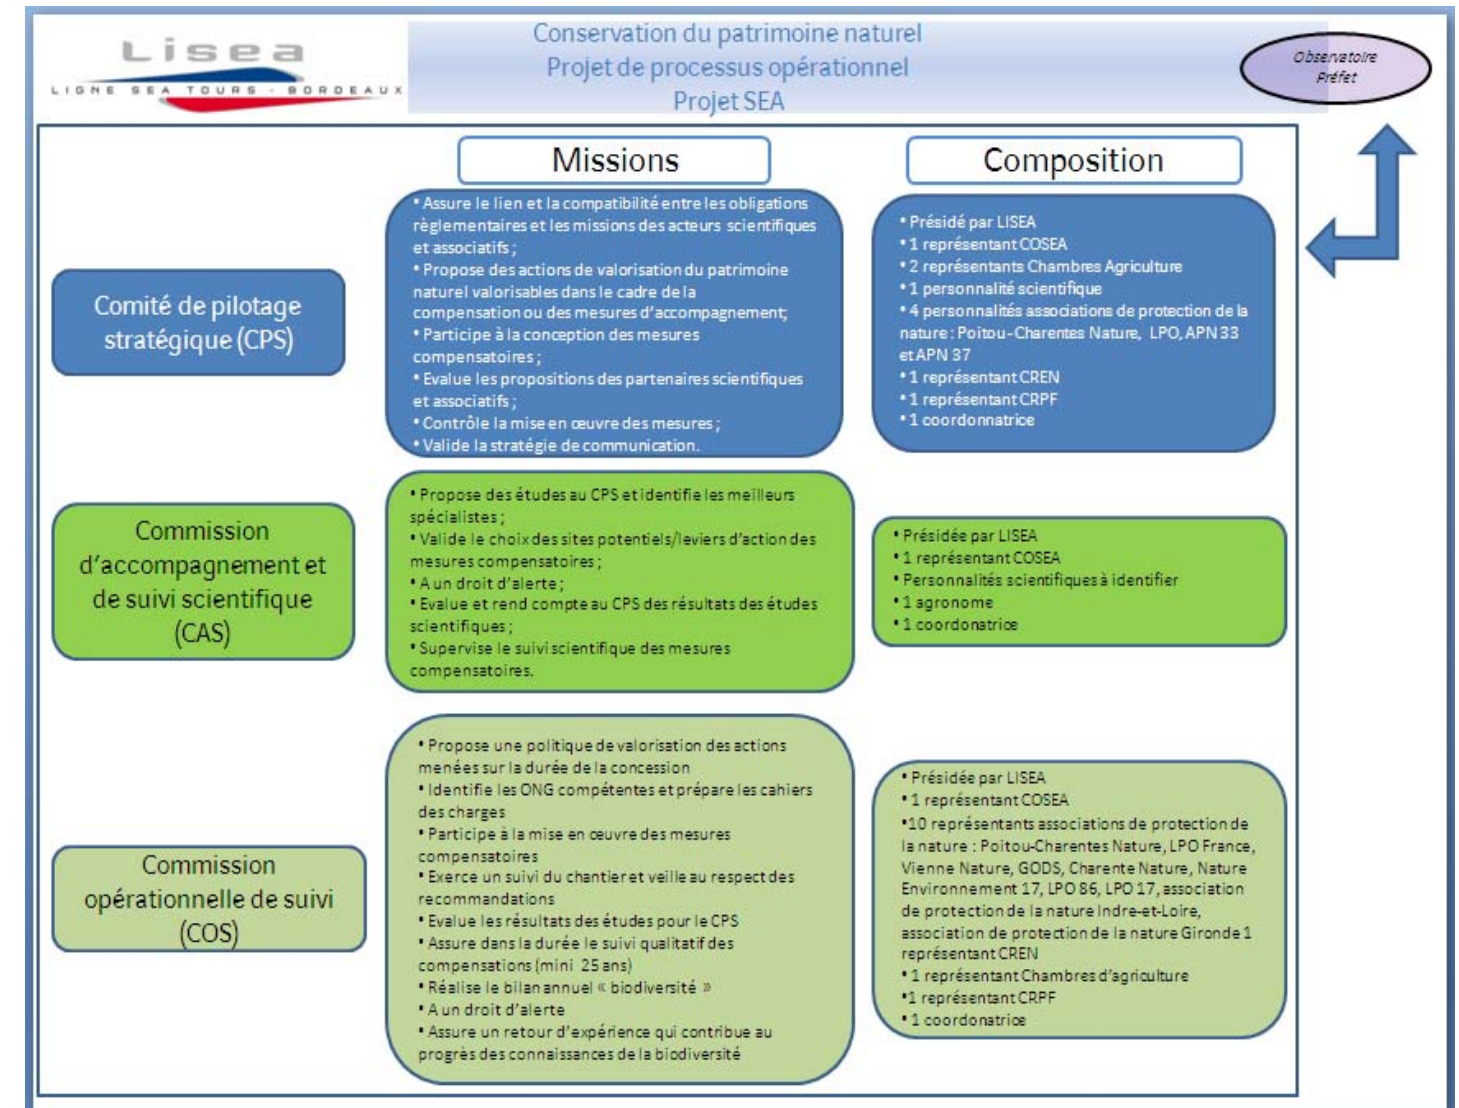 Lisea
LIGNE SEA TOURS - BORDEAUX
Conservation du patrimoine naturel
Projet de processus opérationnel
Projet SEA
Observatoire
Préfet
Missions
Composition
Comité de pilotage
stratégique (CPS)
• Assure le lien et la compatibilité entre les obligations
règlementaires et les missions des acteurs scientifiques
et associatifs ;
• Propose des actions de valorisation du patrimoine
naturel valorisables dans le cadre de la
compensation ou des mesures d'accompagnement;
• Participe à la conception des mesures
compensatoires ;
• Evalue les propositions des partenaires scientifiques
et associatifs ;
• Contrôle la mise en œuvre des mesures ;
• Valide la stratégie de communication.
• Présidé par LISEA
• 1 représentant COSEA
• 2 représentants Chambres Agriculture
• 1 personnalité scientifique
• 4 personnalités associations de protection de la
nature : Poitou-Charentes Nature, LPO, APN 33
et APN 37
• 1 représentant CREN
• 1 représentant CRPF
• 1 coordonnatrice
Commission
d'accompagnement et
de suivi scientifique
(CAS)
• Propose des études au CPS et identifie les meilleurs
spécialistes ;
• Valide le choix des sites potentiels/leviers d'action des
mesures compensatoires ;
• A un droit d'alerte ;
• Evalue et rend compte au CPS des résultats des études
scientifiques ;
• Supervise le suivi scientifique des mesures
compensatoires.
• Présidée par LISEA
• 1 représentant COSEA
• Personnalités scientifiques à identifier
• 1 agronome
• 1 coordonatrice
Commission
opérationnelle de suivi
(COS)
• Propose une politique de valorisation des actions
menées sur la durée de la concession
• Identifie les ONG compétentes et prépare les cahiers
des charges
• Participe à la mise en œuvre des mesures
compensatoires
• Exerce un suivi du chantier et veille au respect des
recommandations
• Evalue les résultats des études pour le CPS
• Assure dans la durée le suivi qualitatif des
compensations (mini 25 ans)
• Réalise le bilan annuel « biodiversité »
• A un droit d'alerte
• Assure un retour d'expérience qui contribue au
progrès des connaissances de la biodiversité
• Présidée par LISEA
• 1 représentant COSEA
•10 représentants associations de protection de
la nature : Poitou-Charentes Nature, LPO France,
Vienne Nature, GODS, Charente Nature, Nature
Environnement 17, LPO 86, LPO 17, association
de protection de la nature Indre-et-Loire,
association de protection de la nature Gironde 1
représentant CREN
• 1 représentant Chambres d'agriculture
•1 représentant CRPF
• 1 coordonatrice